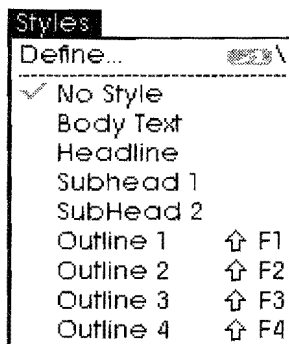 Styles
Define... \
✓ No Style
Body Text
Headline
Subhead 1
SubHead 2
Outline 1 ⇧ F1
Outline 2 ⇧ F2
Outline 3 ⇧ F3
Outline 4 ⇧ F4